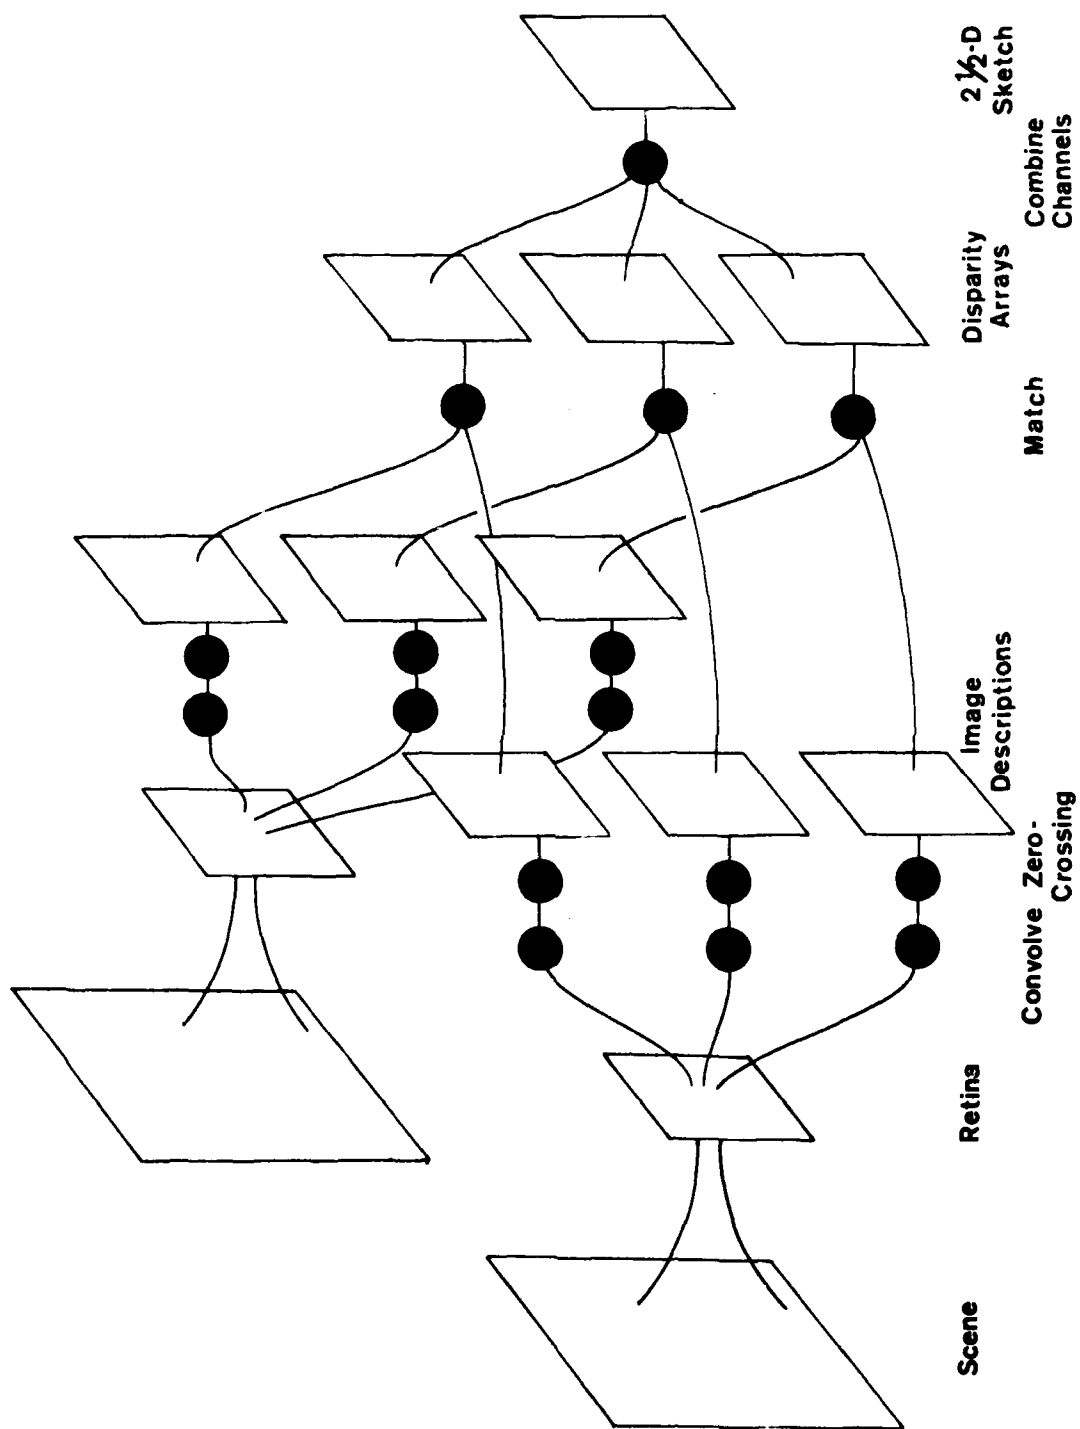 Scene
Retina
Convolve
Zero-
Crossing
Image
Descriptions
Match
Disparity
Arrays
Combine
Channels
2½-D
Sketch